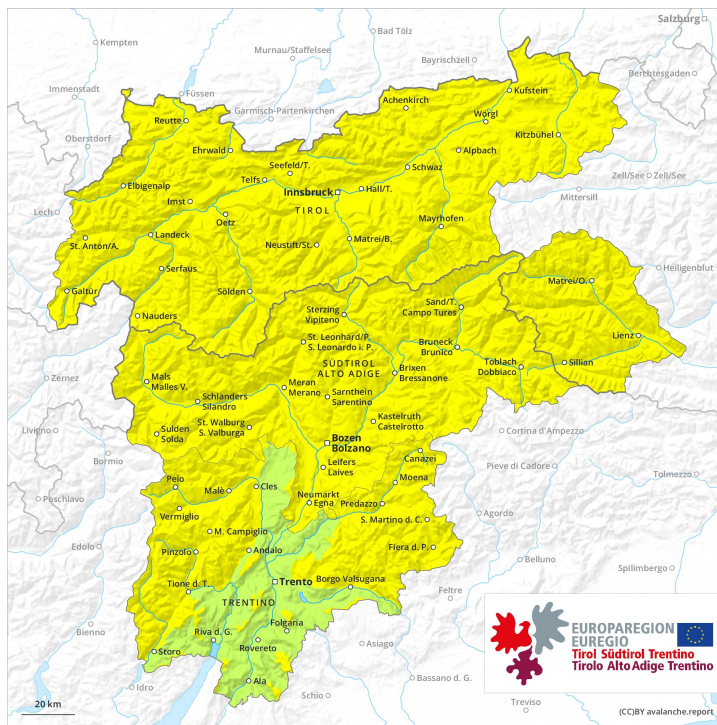 Salzburg
Kempten
Bad Tölz
Murnau/Staffelsee
Bayrischzell
Berchtesgaden
Immenstadt
Füssen
Garmisch-Partenkirchen
Achenkirch
Kufstein
Reutte
Wörgl
Oberstdorf
Ehrwald
Kitzbühel
Alpbach
Seefeld/T.
Schwaz
Zell/See
Zell/See
Telfs
Elbigenalp
Innsbruck
Hall/T.
Mittersill
Imst
TIROL
Lech
Oetz
Mayrhofen
Landeck
St. Anton/A.
Neustift/St.
Matrei/B.
Serfaus
Heiligenblut
Matrei/O.
Galtür
Sölden
Sand/T.
Campo Tures
Nauders
Sterzing
Vipiteno
Lienz
St. Leonhard/P.
S. Leonardo i. P.
Bruneck
Brunico
Toblach
Dobbiaco
Sillian
SÜDTIROL
ALTO ADIGE
Brixen
Bressanone
Mals
Malles V.
Meran
Merano
Zernez
Sarnthein
Sarentino
Schlanders
Silandro
St. Walburg
S. Valburga
Kastelruth
Castelrotto
Livigno
Sulden
Solda
Cortina d'Ampezzo
Bozen
Bolzano
Bormio
Canazei
Pieve di Cadore
Leifers
Laives
Tolmezzo
Peio
Moena
Poschiavo
Malè
Cles
Neumarkt
Egna
Predazzo
Vermiglio
Agordo
S. Martino d. C.
M. Campiglio
Edolo
Pinzolo
Andalo
Fiera d. P.
Belluno
Spilimbergo
Trento
Borgo Valsugana
Tione d. T.
Feltre
TRENTINO
Folgaria
Bienno
Riva d. G.
Rovereto
Asiago
Storo
Bassano d. G.
Ala
Idro
Schio
Treviso
EUROPAREGION
EUREGIO
Tirol Südtirol Trentino
Tirolo Alto Adige Trentino
20 km
(CC)BY avalanche.report